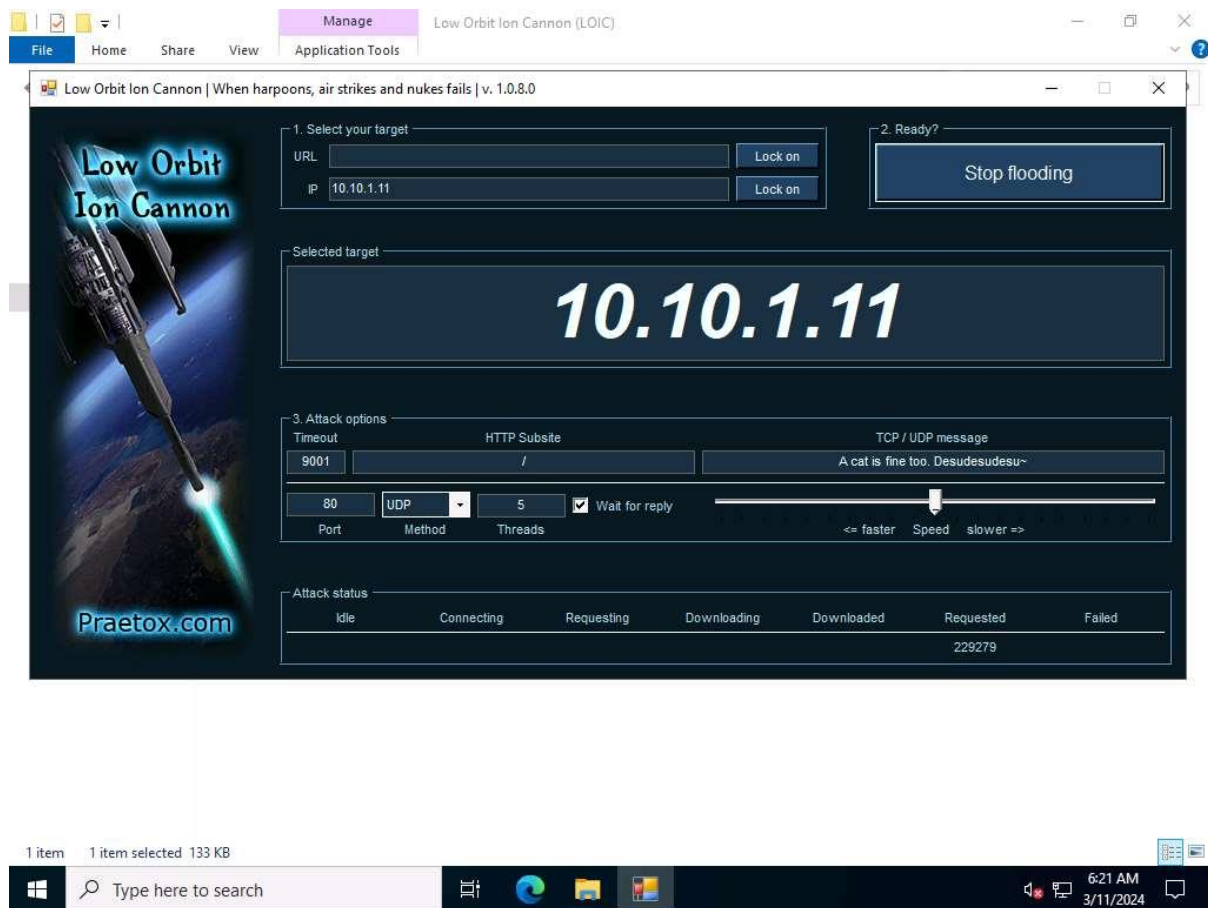 Manage
Low Orbit Ion Cannon (LOIC)
File Home Share View Application Tools
Low Orbit Ion Cannon | When harpoons, air strikes and nukes fails | v. 1.0.8.0
Low Orbit
Ion Cannon
Praetox.com
1. Select your target
URL Lock on
IP 10.10.1.11 Lock on
2. Ready?
Stop flooding
Selected target
10.10.1.11
3. Attack options
Timeout HTTP Subsite TCP / UDP message
9001 / A cat is fine too. Desudesudesu~
80 UDP 5 Wait for reply
Port Method Threads <= faster Speed slower =>
Attack status
Idle Connecting Requesting Downloading Downloaded Requested Failed
229279
1 item 1 item selected 133 KB
Type here to search
6:21 AM
3/11/2024